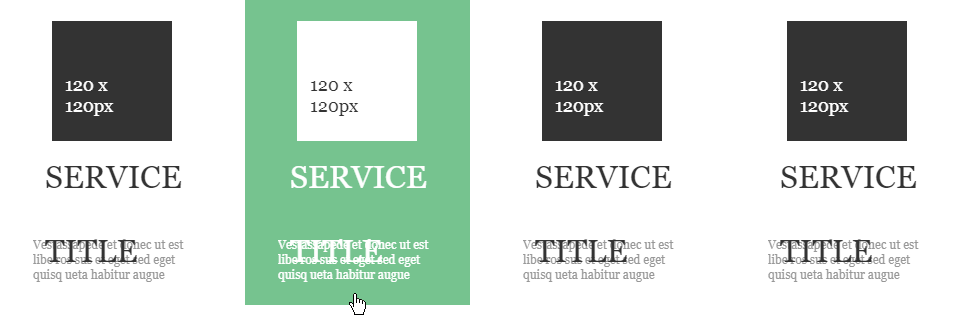 120 x
120px
SERVICE
TITLE
Vestassapede et donec ut est
libe ros sus et eget sed eget
quisq ueta habitur augue
120 x
120px
SERVICE
TITLE
Vestassapede et donec ut est
libe ros sus et eget sed eget
quisq ueta habitur augue
120 x
120px
SERVICE
TITLE
Vestassapede et donec ut est
libe ros sus et eget sed eget
quisq ueta habitur augue
120 x
120px
SERVICE
TITLE
Vestassapede et donec ut est
libe ros sus et eget sed eget
quisq ueta habitur augue